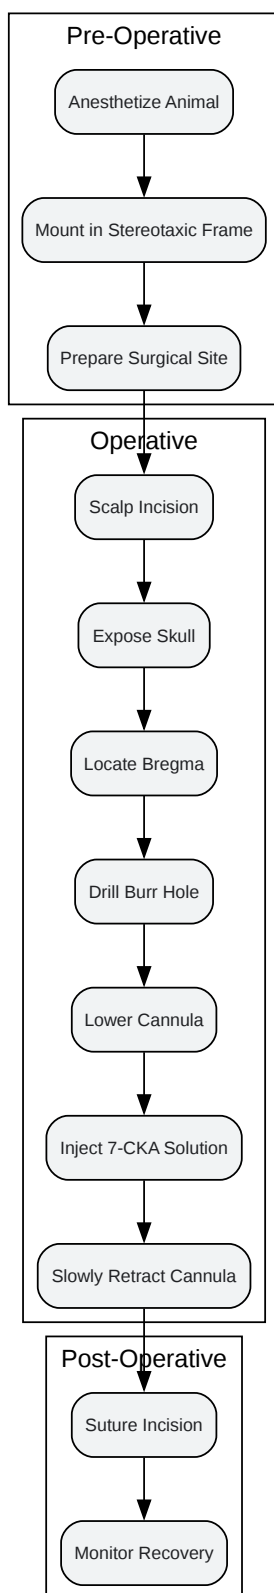 Pre-Operative
Anesthetize Animal
Mount in Stereotaxic Frame
Prepare Surgical Site
Operative
Scalp Incision
Expose Skull
Locate Bregma
Drill Burr Hole
Lower Cannula
Inject 7-CKA Solution
Slowly Retract Cannula
Post-Operative
Suture Incision
Monitor Recovery